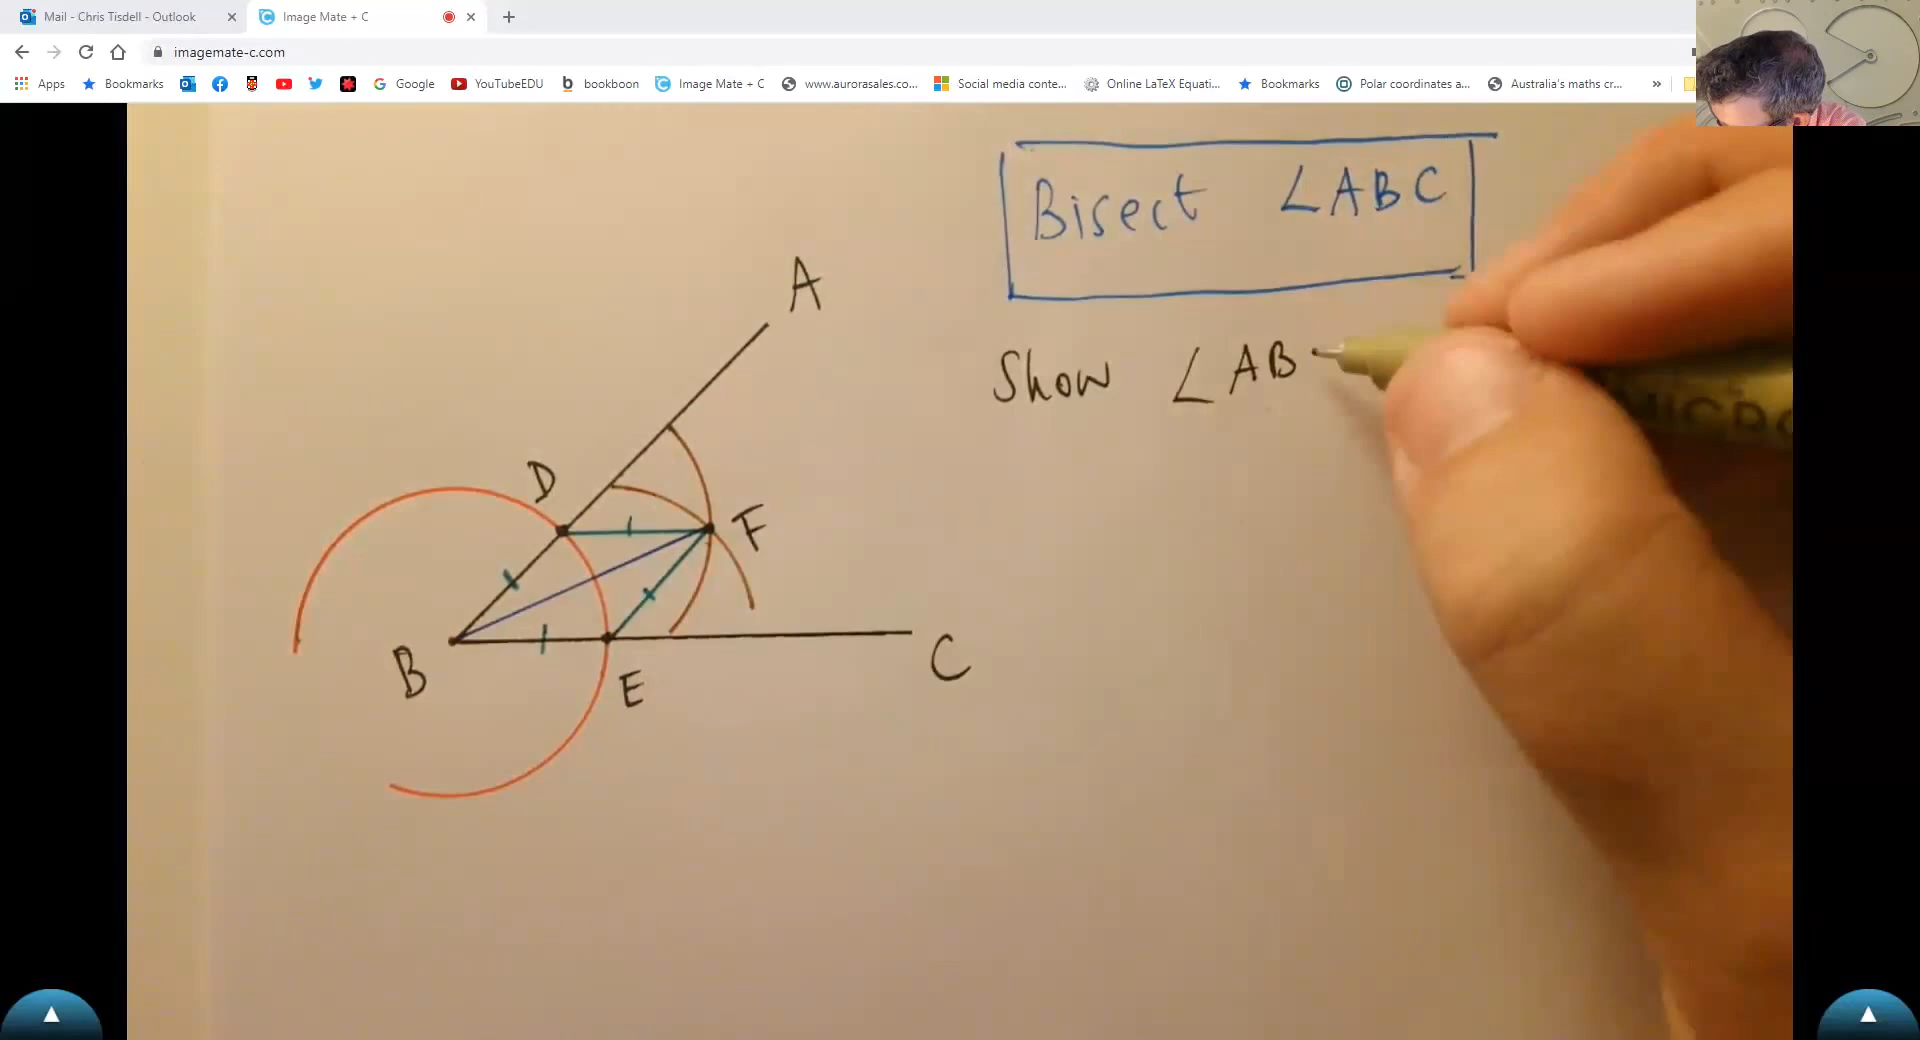 Mail - Chris Tisdell - Outlook
Image Mate + C
imagemate-c.com
Apps
Bookmarks
Google
YouTubeEDU
bookboon
Image Mate + C
www.aurorasales.co...
Social media conte...
Online LaTeX Equati...
Bookmarks
Polar coordinates a...
Australia's maths cr...
Bisect ∠ABC
Show ∠AB
A
D
F
B
E
C
MICRO